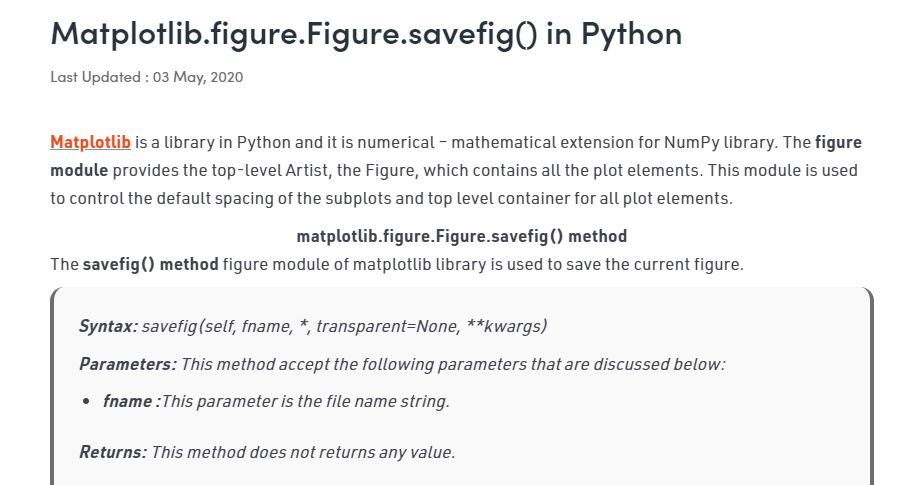 Matplotlib.figure.Figure.savefig() in Python
Last Updated : 03 May, 2020
Matplotlib is a library in Python and it is numerical – mathematical extension for NumPy library. The figure
module provides the top-level Artist, the Figure, which contains all the plot elements. This module is used
to control the default spacing of the subplots and top level container for all plot elements.
matplotlib.figure.Figure.savefig() method
The savefig() method figure module of matplotlib library is used to save the current figure.
Syntax: savefig(self, fname, *, transparent=None, **kwargs)
Parameters: This method accept the following parameters that are discussed below:
• fname :This parameter is the file name string.
Returns: This method does not returns any value.